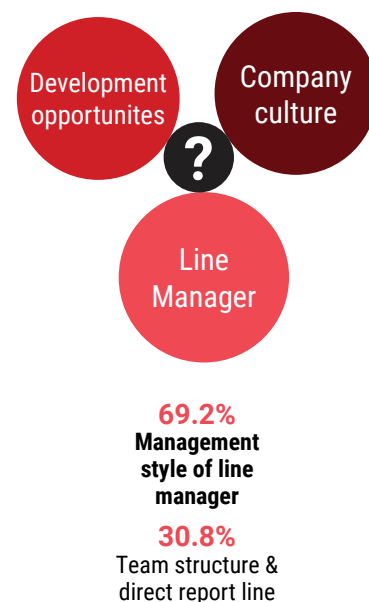 Development
opportunites
Company
culture
?
Line
Manager
69.2%
Management
style of line
manager
30.8%
Team structure &
direct report line